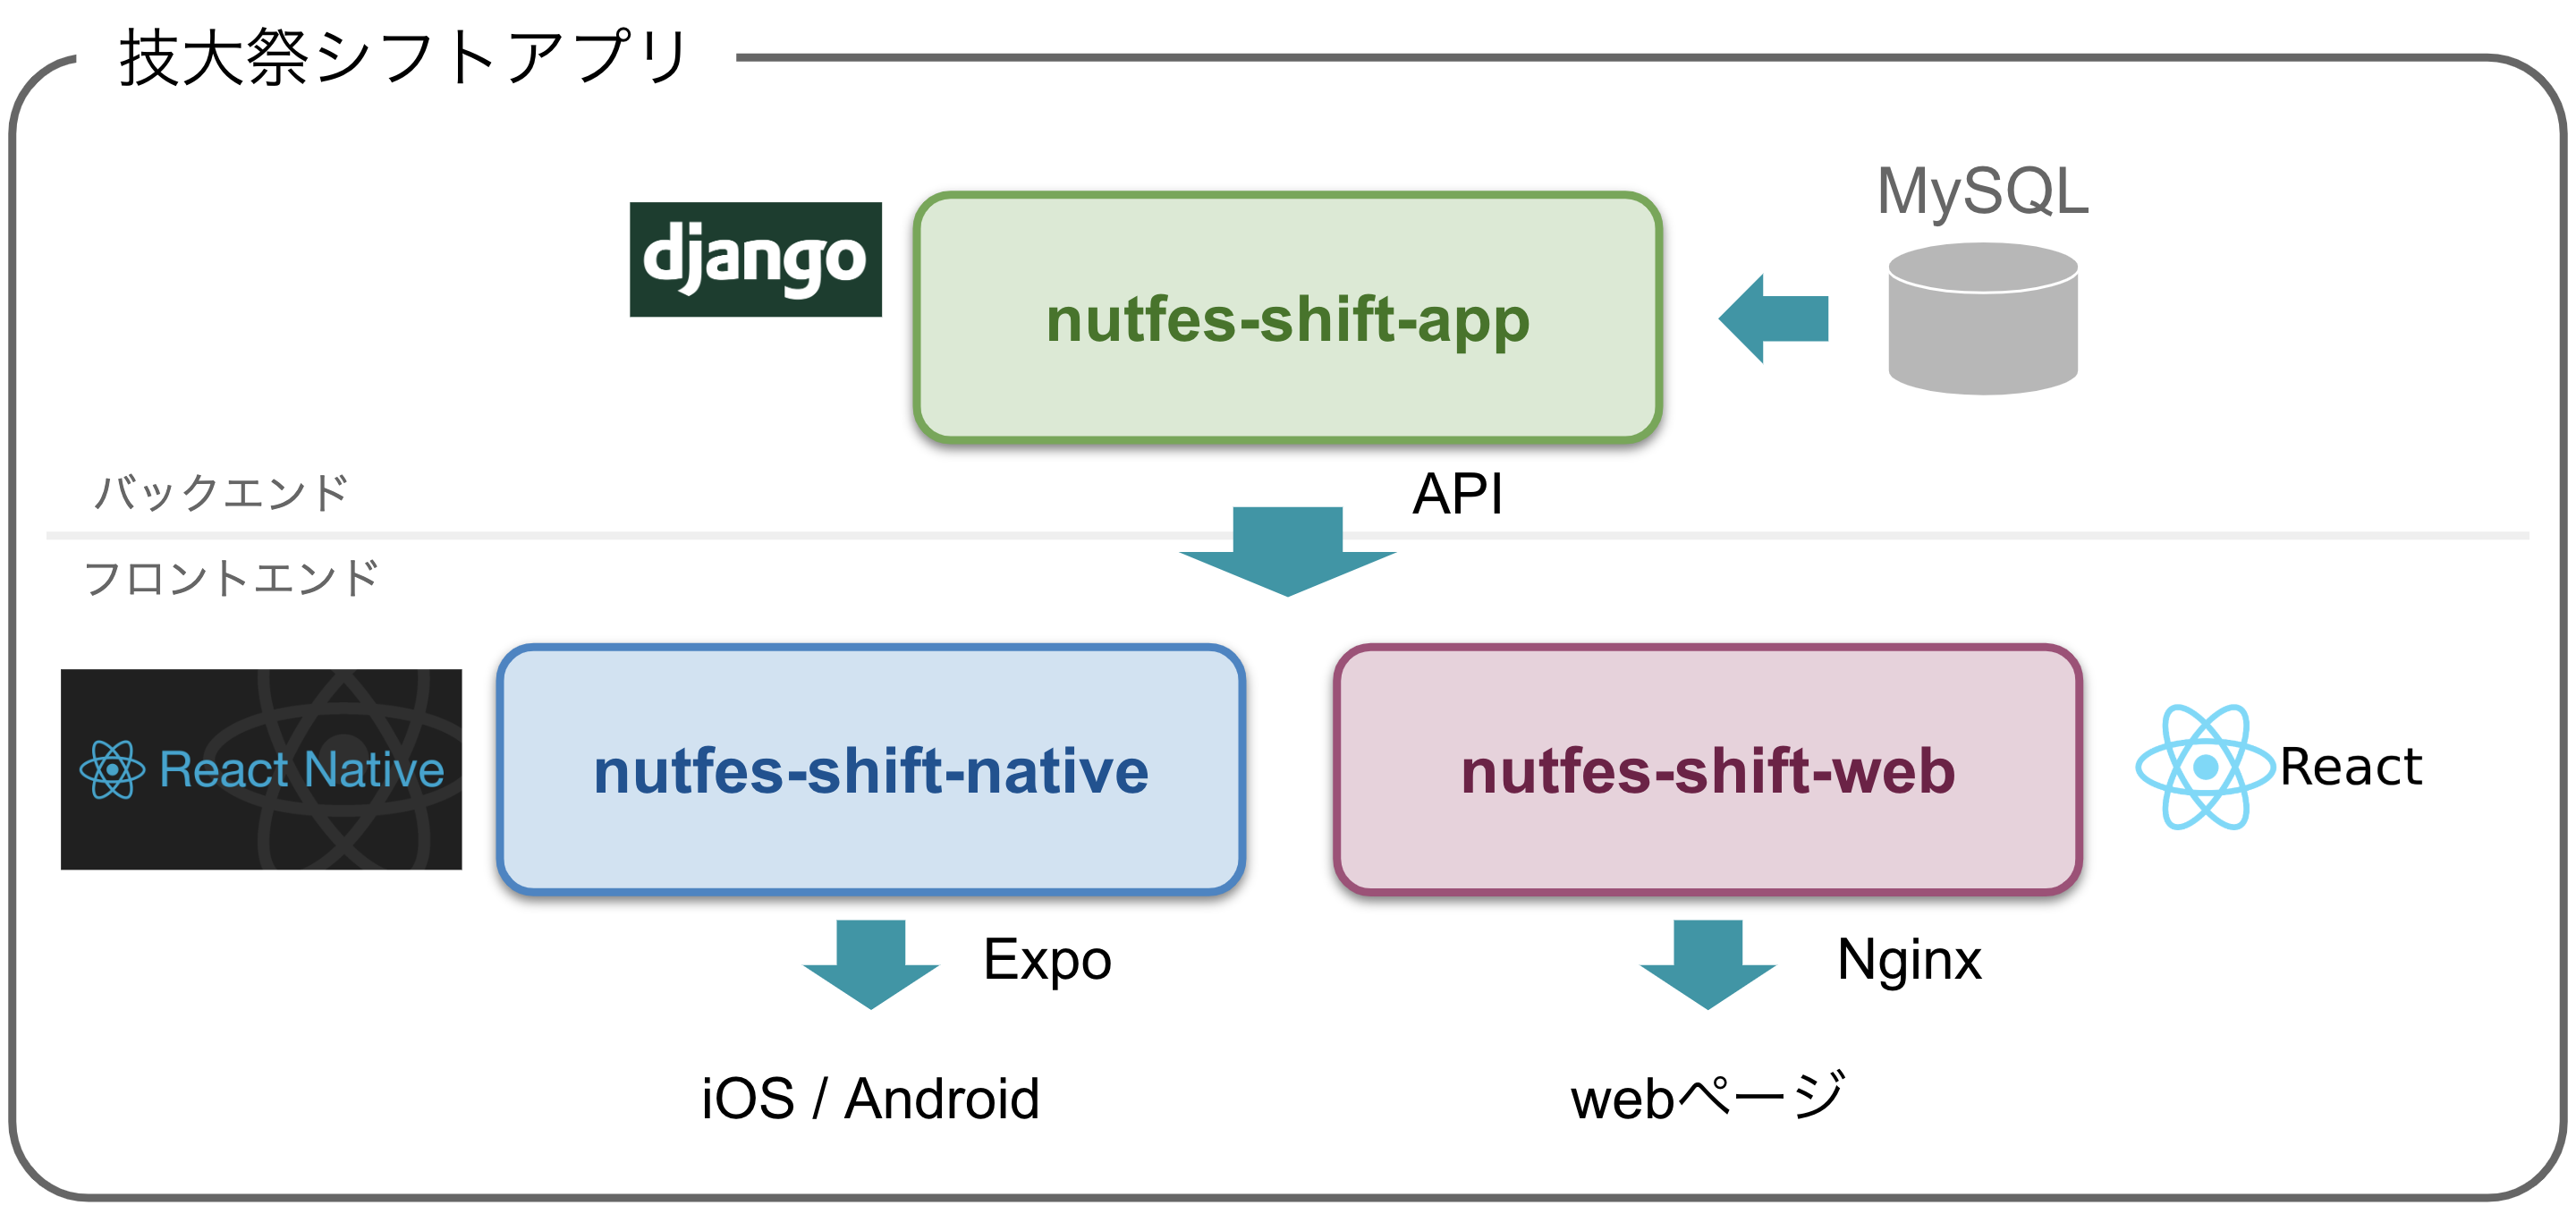 技大祭シフトアプリ
MySQL
django
nutfes-shift-app
バックエンド
API
フロントエンド
React Native
nutfes-shift-native
nutfes-shift-web
React
Expo
Nginx
iOS / Android
webページ